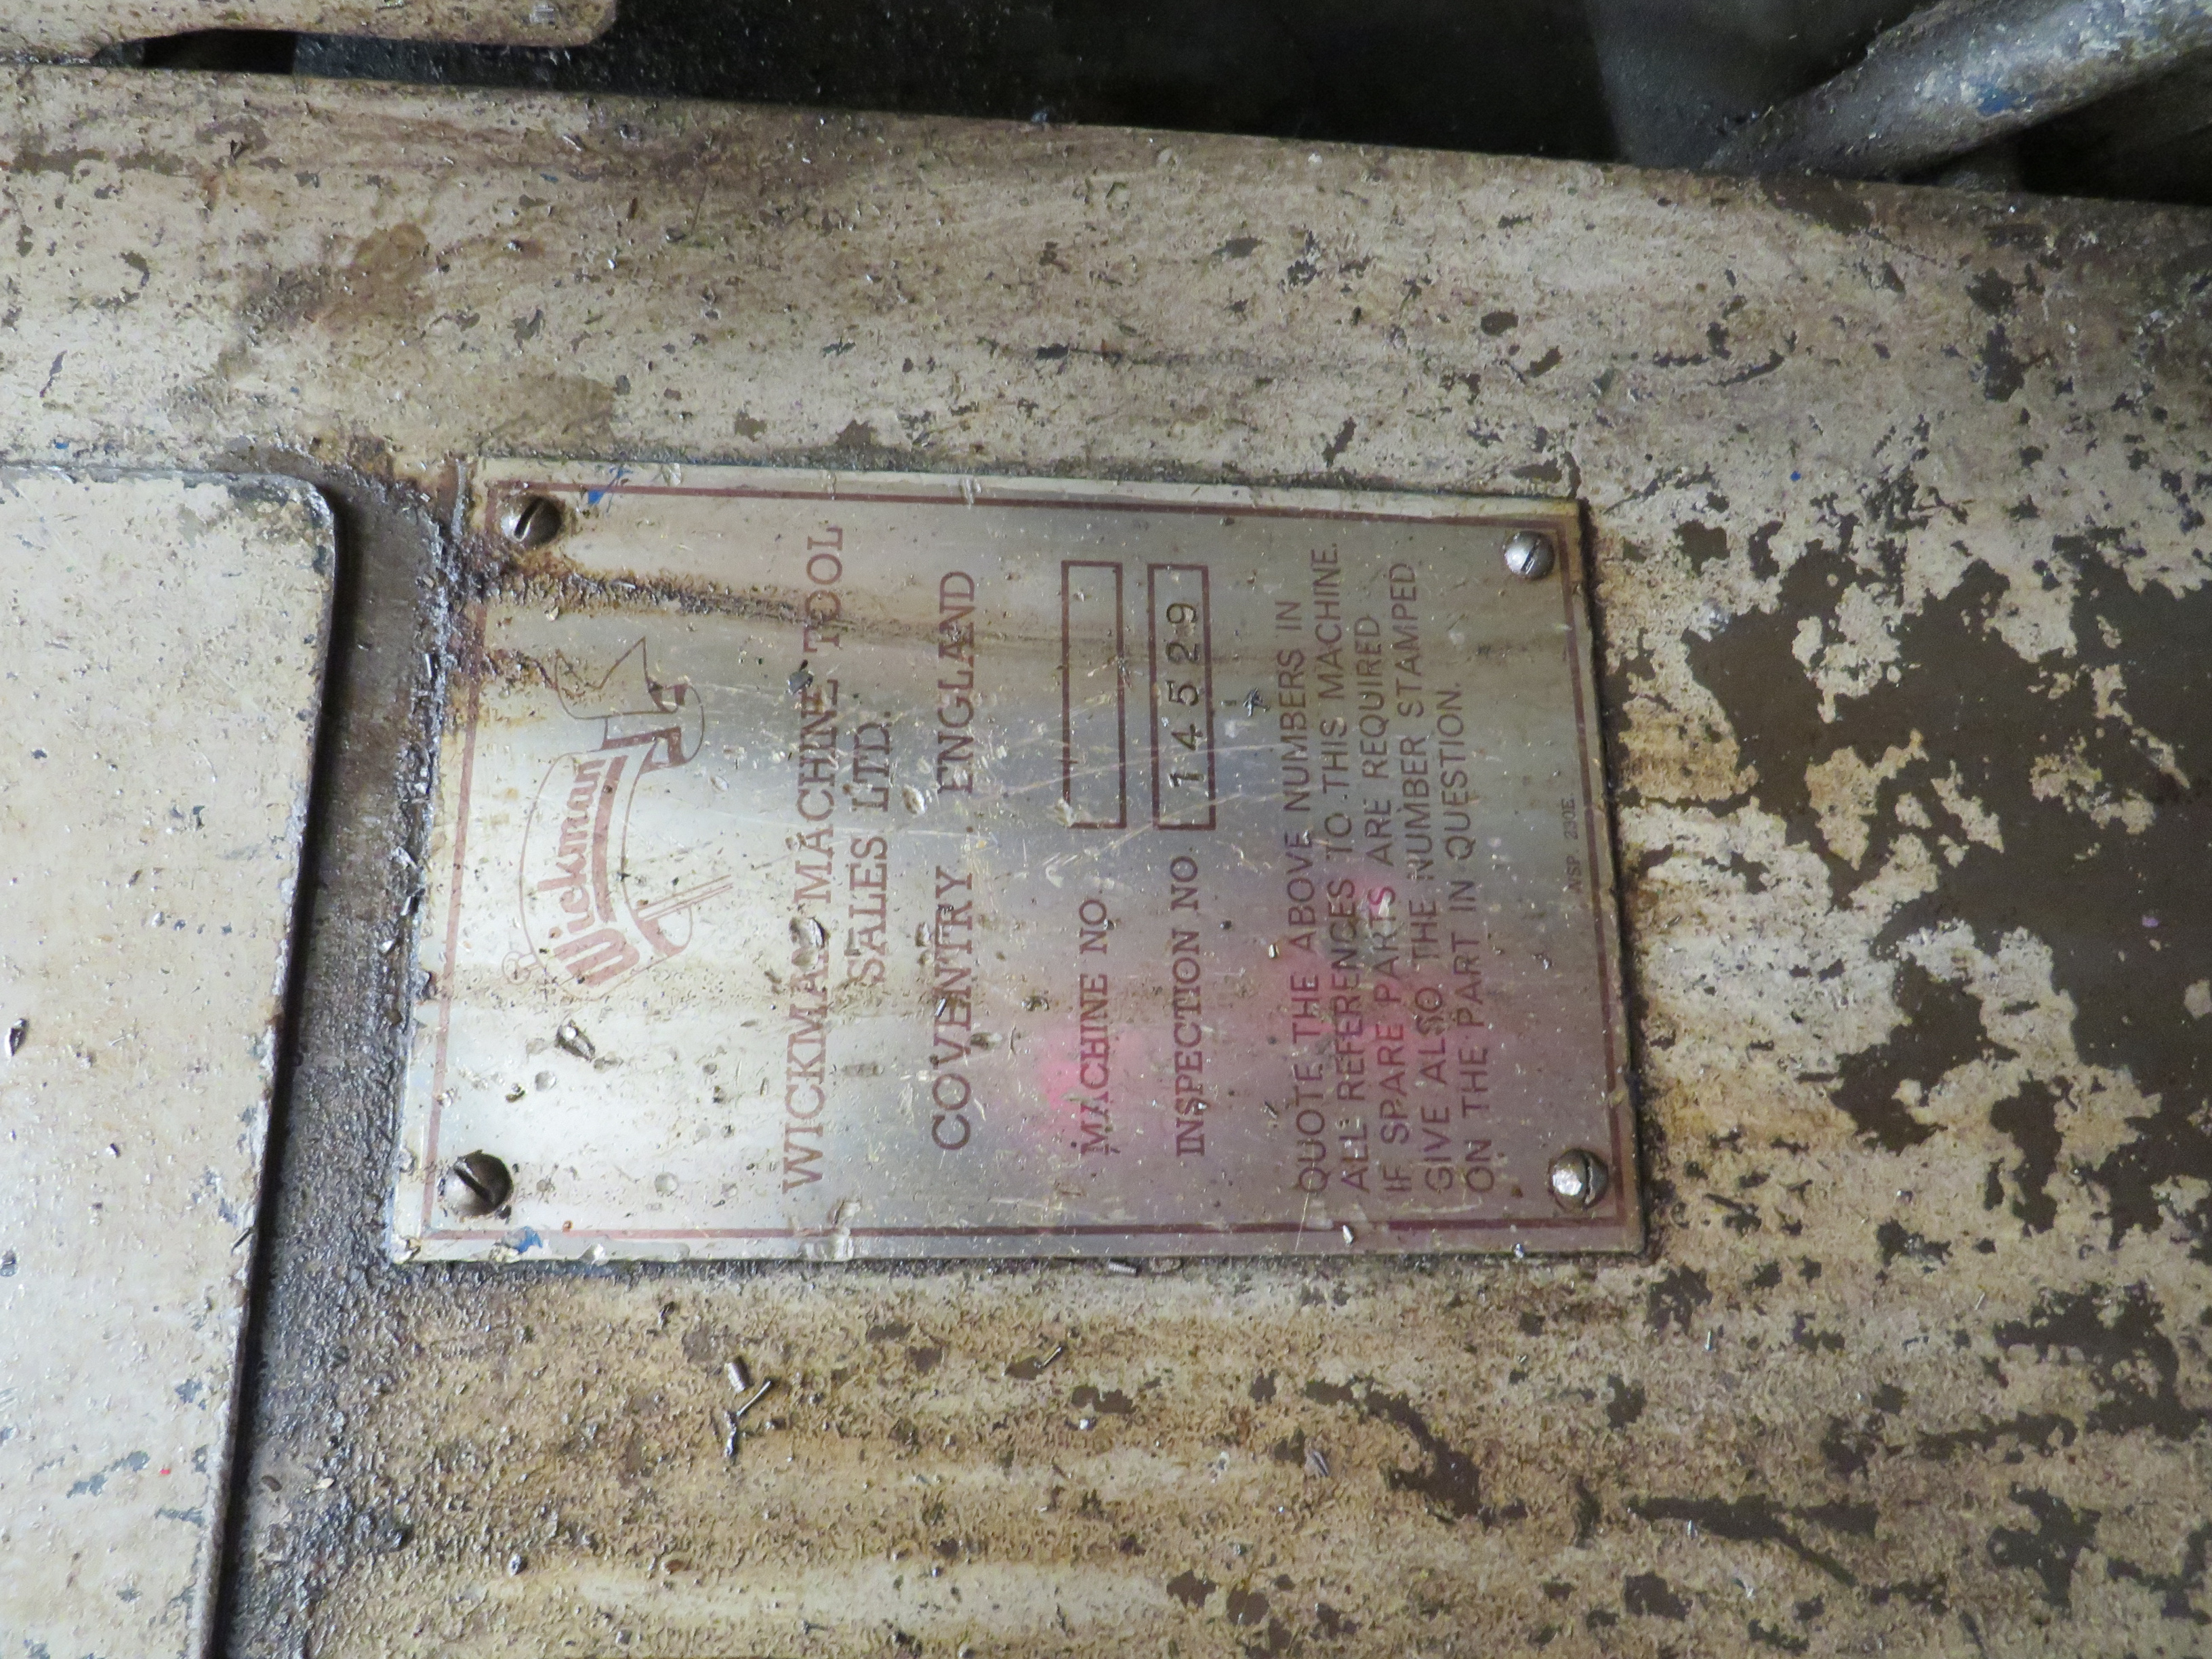 Wickman
WICKMAN MACHINE TOOL
SALES LTD.
COVENTRY ENGLAND
MACHINE NO
INSPECTION NO 14529
QUOTE THE ABOVE NUMBERS IN
ALL REFERENCES TO THIS MACHINE.
IF SPARE PARTS ARE REQUIRED
GIVE ALSO THE NUMBER STAMPED
ON THE PART IN QUESTION.
230E